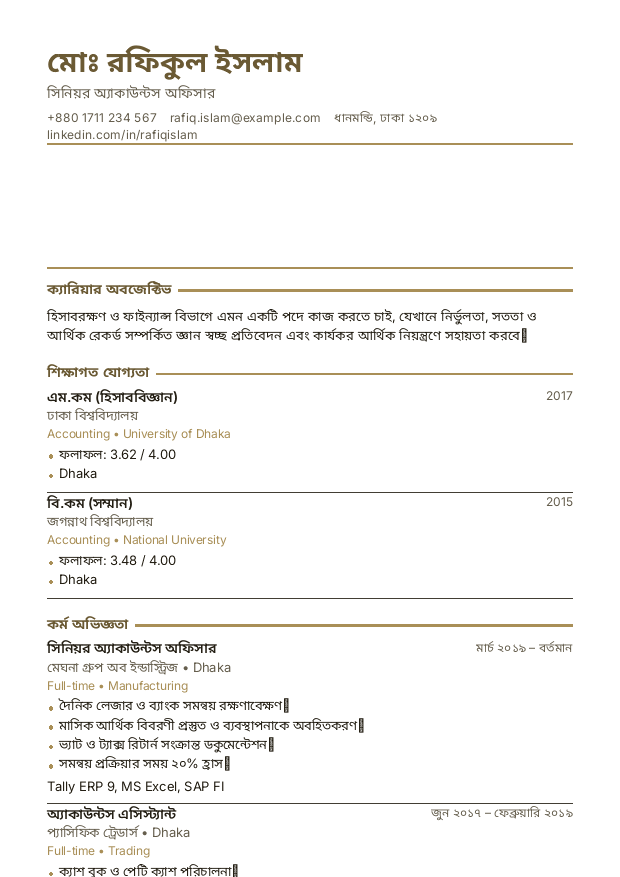 মোঃ রফিকুল ইসলাম
সিনিয়র অ্যাকাউন্টস অফিসার
+880 1711 234 567 rafiq.islam@example.com ধানমন্ডি, ঢাকা ১২০৯
linkedin.com/in/rafiqislam
ক্যারিয়ার অবজেক্টিভ
হিসাবরক্ষণ ও ফাইন্যান্স বিভাগে এমন একটি পদে কাজ করতে চাই, যেখানে নির্ভুলতা, সততা ও
আর্থিক রেকর্ড সম্পর্কিত জ্ঞান স্বচ্ছ প্রতিবেদন এবং কার্যকর আর্থিক নিয়ন্ত্রণে সহায়তা করবে
শিক্ষাগত যোগ্যতা
এম.কম (হিসাববিজ্ঞান) 2017
ঢাকা বিশ্ববিদ্যালয়
Accounting • University of Dhaka
• ফলাফল: 3.62 / 4.00
• Dhaka
বি.কম (সম্মান) 2015
জগন্নাথ বিশ্ববিদ্যালয়
Accounting • National University
• ফলাফল: 3.48 / 4.00
• Dhaka
কর্ম অভিজ্ঞতা
সিনিয়র অ্যাকাউন্টস অফিসার মার্চ ২০১৯ – বর্তমান
মেঘনা গ্রুপ অব ইন্ডাস্ট্রিজ • Dhaka
Full-time • Manufacturing
• দৈনিক লেজার ও ব্যাংক সমন্বয় রক্ষণাবেক্ষণ
• মাসিক আর্থিক বিবরণী প্রস্তুত ও ব্যবস্থাপনাকে অবহিতকরণ
• ভ্যাট ও ট্যাক্স রিটার্ন সংক্রান্ত ডকুমেন্টেশন
• সমন্বয় প্রক্রিয়ার সময় ২০% হ্রাস
Tally ERP 9, MS Excel, SAP FI
অ্যাকাউন্টস এসিস্ট্যান্ট জুন ২০১৭ – ফেব্রুয়ারি ২০১৯
প্যাসিফিক ট্রেডার্স • Dhaka
Full-time • Trading
• ক্যাশ বুক ও পেটি ক্যাশ পরিচালনা